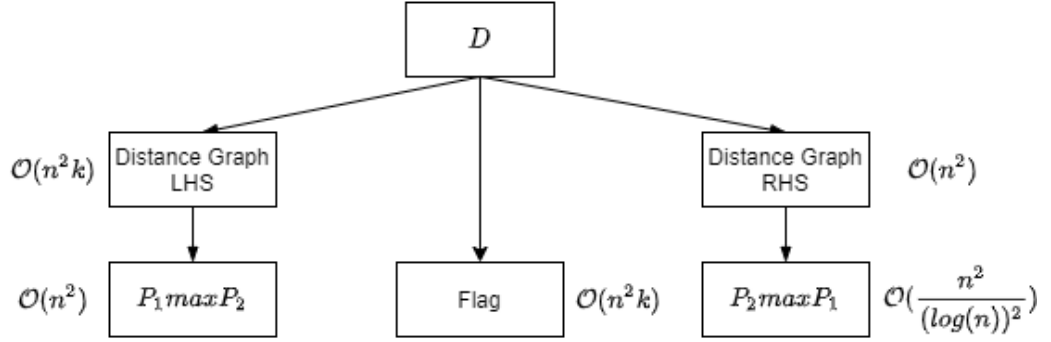 D
𝒪(n²k)
Distance Graph
LHS
Distance Graph
RHS
𝒪(n²)
𝒪(n²)
P₁maxP₂
Flag
𝒪(n²k)
P₂maxP₁
𝒪(n²/(log(n))²)